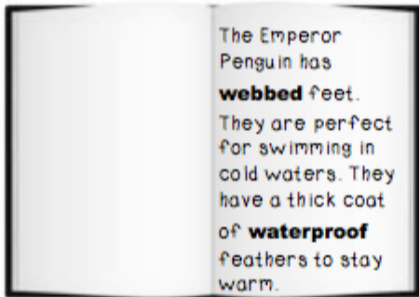 The Emperor
Penguin has
webbed feet.
They are perfect
for swimming in
cold waters. They
have a thick coat
of waterproof
feathers to stay
warm.